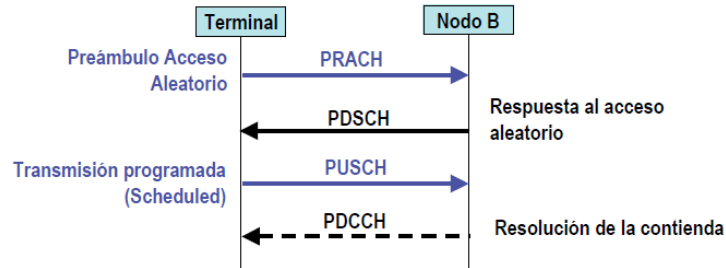 Terminal
Nodo B
Preámbulo Acceso
Aleatorio
PRACH
PDSCH
Respuesta al acceso
aleatorio
Transmisión programada
(Scheduled)
PUSCH
PDCCH
Resolución de la contienda